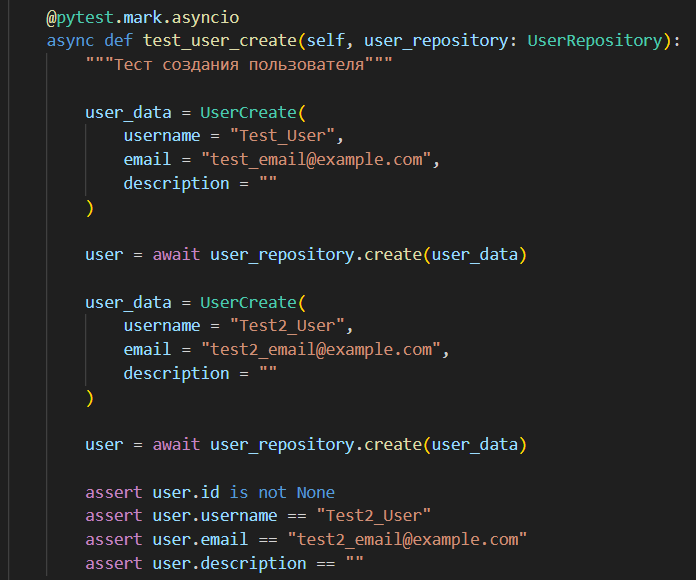 @pytest.mark.asyncio
async def test_user_create(self, user_repository: UserRepository):
"""Тест создания пользователя"""
user_data = UserCreate(
username = "Test_User",
email = "test_email@example.com",
description = ""
)
user = await user_repository.create(user_data)
user_data = UserCreate(
username = "Test2_User",
email = "test2_email@example.com",
description = ""
)
user = await user_repository.create(user_data)
assert user.id is not None
assert user.username == "Test2_User"
assert user.email == "test2_email@example.com"
assert user.description == ""